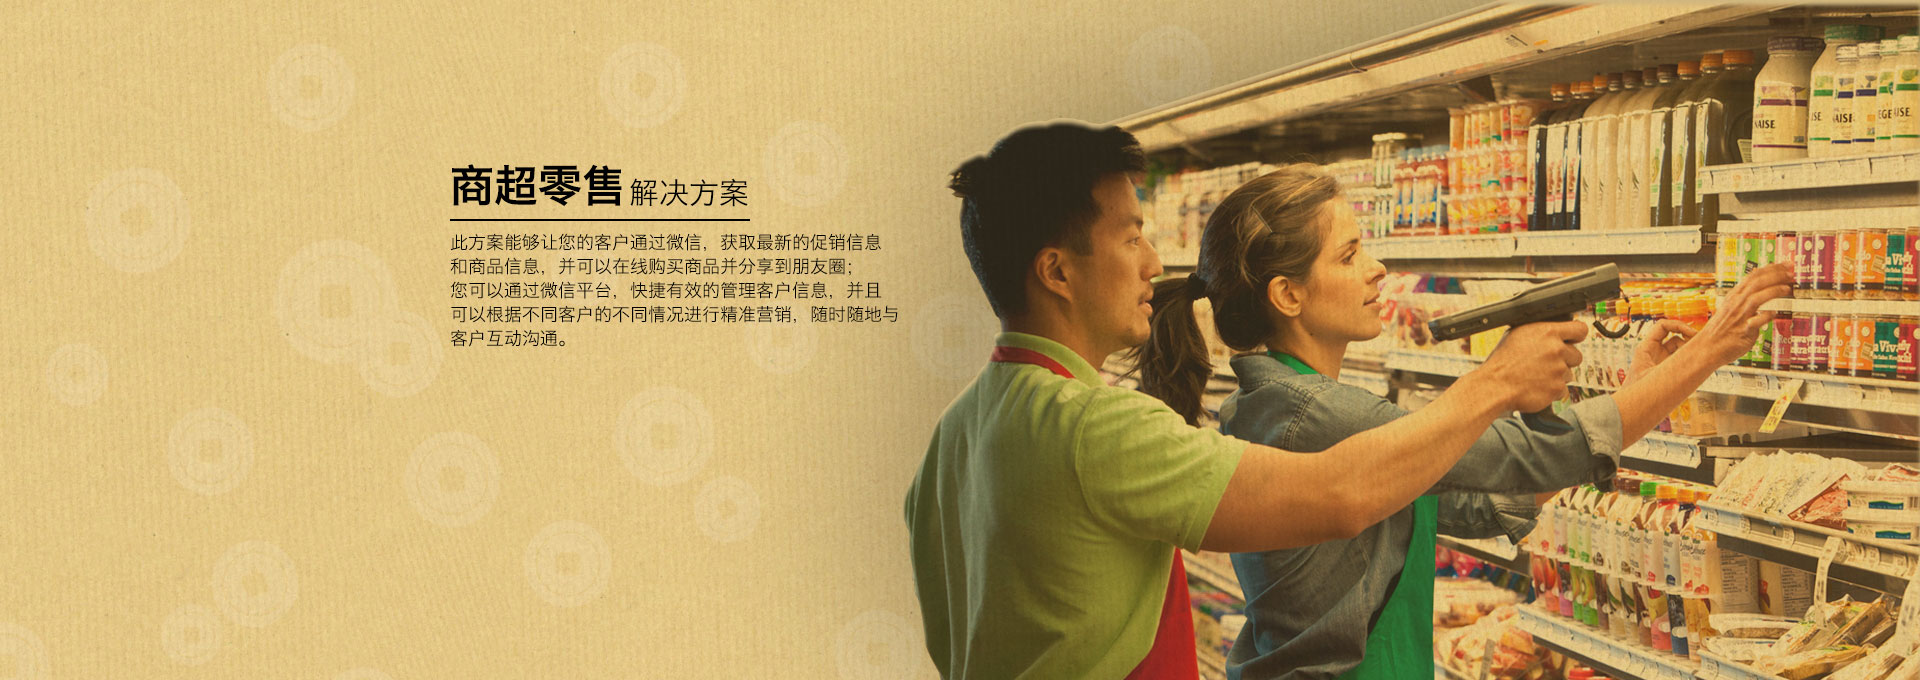 商超零售 解决方案
此方案能够让您的客户通过微信，获取最新的促销信息
和商品信息，并可以在线购买商品并分享到朋友圈；
您可以通过微信平台，快捷有效的管理客户信息，并且
可以根据不同客户的不同情况进行精准营销，随时随地与
客户互动沟通。
NAISE